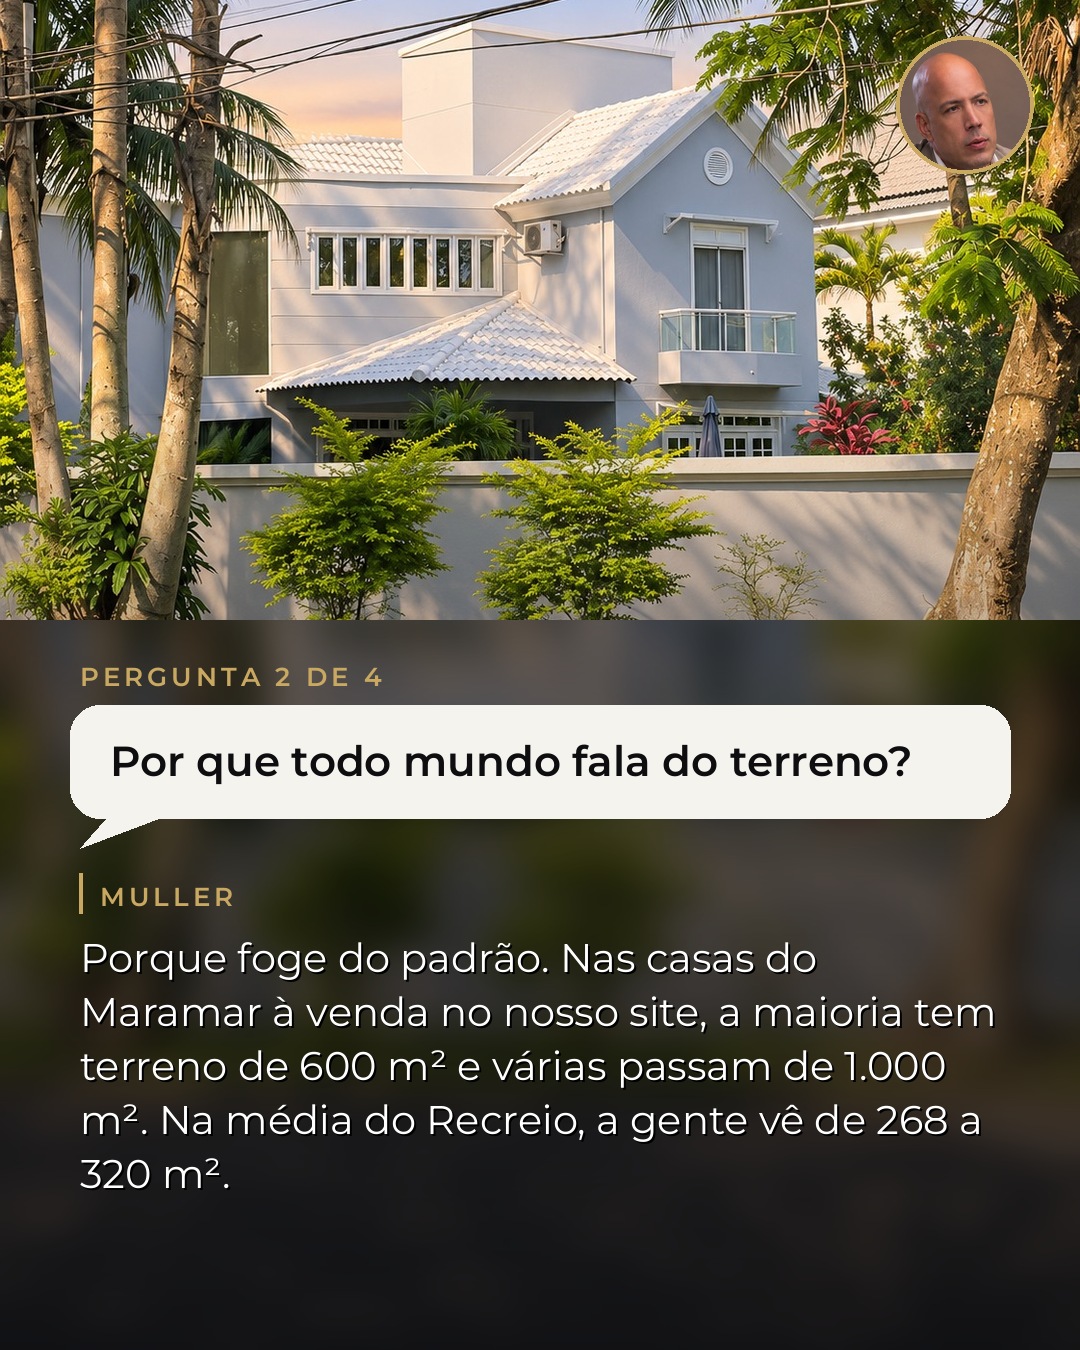 PERGUNTA 2 DE 4
Por que todo mundo fala do terreno?
MULLER
Porque foge do padrão. Nas casas do
Maramar à venda no nosso site, a maioria tem
terreno de 600 m² e várias passam de 1.000
m². Na média do Recreio, a gente vê de 268 a
320 m².